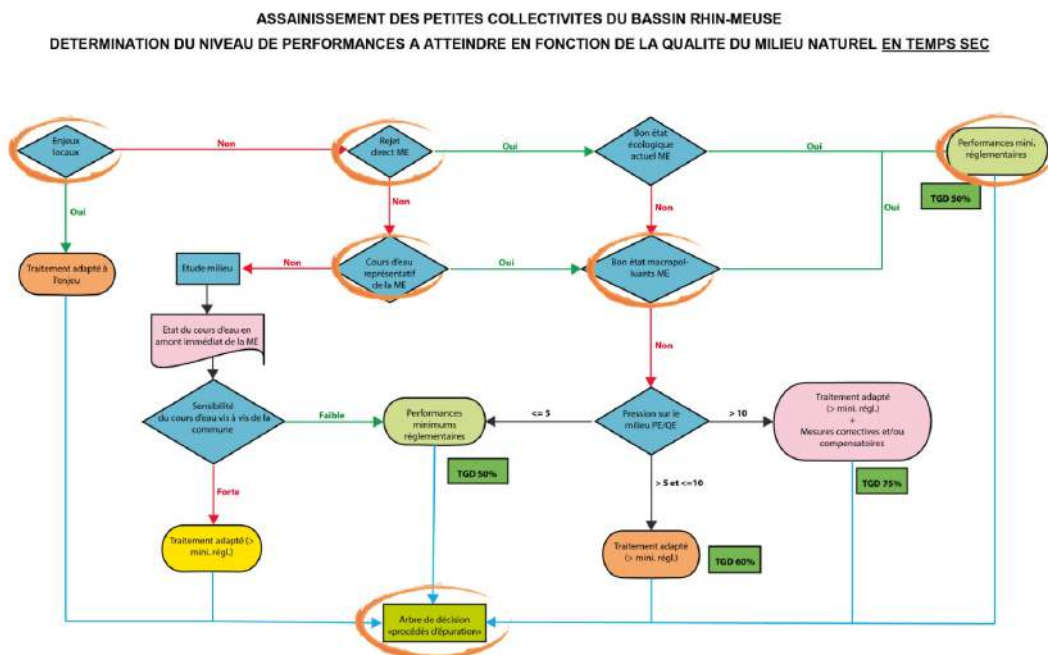 ASSAINISSEMENT DES PETITES COLLECTIVITES DU BASSIN RHIN-MEUSE
DETERMINATION DU NIVEAU DE PERFORMANCES A ATTEINDRE EN FONCTION DE LA QUALITE DU MILIEU NATUREL EN TEMPS SEC
Enjeux
locaux
Non
Rejet
direct ME
Oui
Bon état
écologique
actuel ME
Oui
Performances mini.
réglementaires
TGD 50%
Oui
Non
Non
Oui
Traitement adapté à
l'enjeu
Etude milieu
Non
Cours d'eau
représentatif
de la ME
Oui
Bon état macropol-
luants ME
Etat du cours d'eau en
amont immédiat de la ME
Non
Sensibilité
du cours d'eau vis à vis de la
commune
Faible
Performances
minimums
réglementaires
TGD 50%
<= 5
Pression sur le
milieu PE/QE
> 10
Traitement adapté
(> mini. régl.)
+
Mesures correctives et/ou
compensatoires
TGD 75%
Forte
> 5 et <=10
Traitement adapté (>
mini. régl.)
Traitement adapté
(> mini. régl.)
TGD 60%
Arbre de décision
«procédés d'épuration»